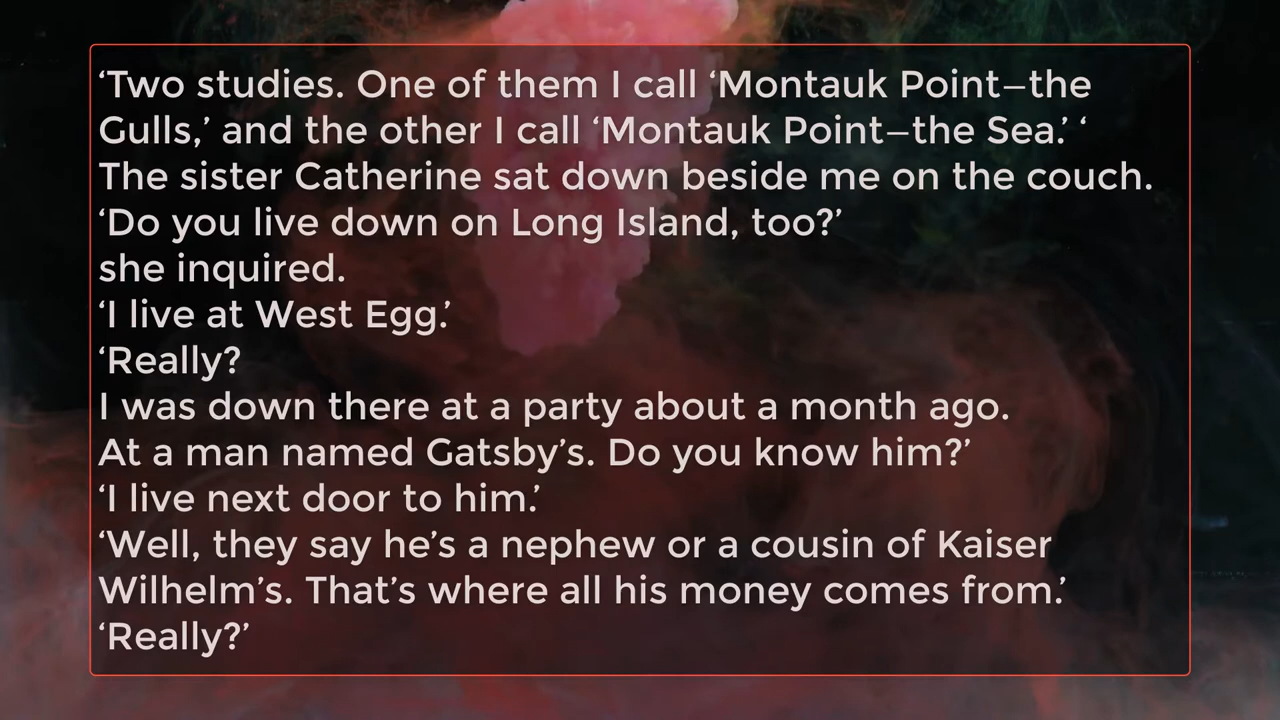 ‘Two studies. One of them I call ‘Montauk Point—the
Gulls,’ and the other I call ‘Montauk Point—the Sea.’ ‘
The sister Catherine sat down beside me on the couch.
‘Do you live down on Long Island, too?’
she inquired.
‘I live at West Egg.’
‘Really?
I was down there at a party about a month ago.
At a man named Gatsby’s. Do you know him?’
‘I live next door to him.’
‘Well, they say he’s a nephew or a cousin of Kaiser
Wilhelm’s. That’s where all his money comes from.’
‘Really?’